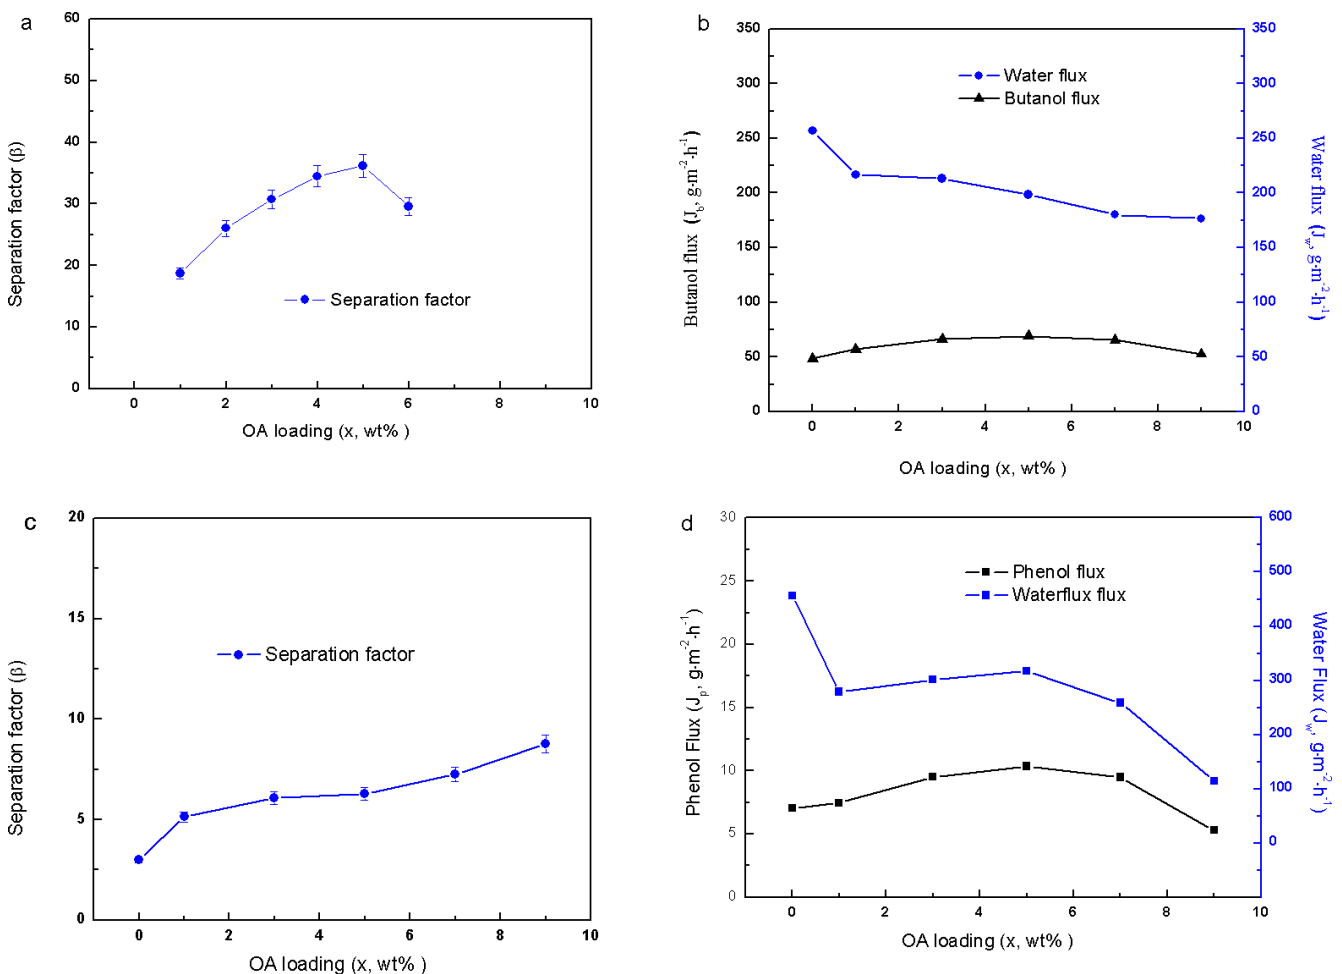 a
60
50
40
30
20
10
0
Separation factor (β)
Separation factor
0 2 4 6 8 10
OA loading (x, wt% )
b
350
300
250
200
150
100
50
0
Butanol flux (J_b, g·m⁻²·h⁻¹)
Water flux
Butanol flux
350
300
250
200
150
100
50
0
Water flux (J_w, g·m⁻²·h⁻¹)
0 2 4 6 8 10
OA loading (x, wt% )
c
20
15
10
5
0
Separation factor (β)
Separation factor
0 2 4 6 8 10
OA loading (x, wt% )
d
30
25
20
15
10
5
0
Phenol Flux (J_p, g·m⁻²·h⁻¹)
Phenol flux
Waterflux flux
600
500
400
300
200
100
0
Water Flux (J_w, g·m⁻²·h⁻¹)
0 2 4 6 8 10
OA loading (x, wt% )